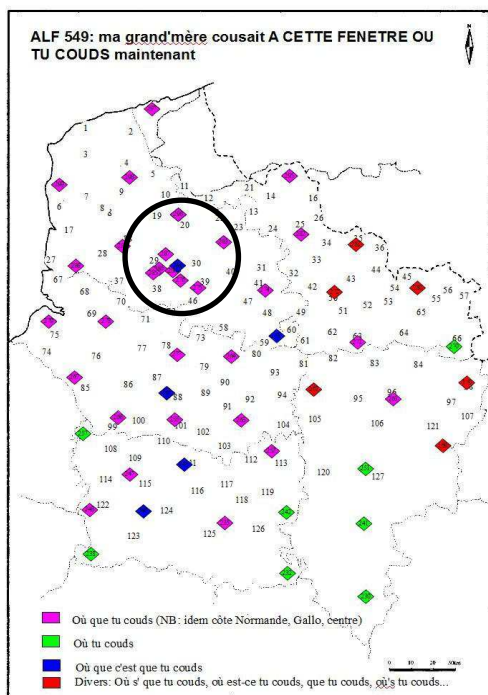 ALF 549: ma grand'mère cousait A CETTE FENETRE OU
TU COUDS maintenant
N
1 2
3
4 5
6 7 9 10 11 12 21 14 16
17 8 19 20 13 26
23 24 25
27 28 29 30 40 31 34 36
67 37 38 39 41 32 33 43 44 45
68 46 47 42 54 55 57
70 48 49 51 52 53 56
69 71 58 65
75 73 59 60 61 62 63 64 66
74 76 77 78 79 80 82 83 84
85 86 87 90 93 81
88 89 92 94 95 96 97
99 100 101 102 91 104 105 106 107
108 110 103 121
109 112 113
114 115 116 117 119 120 127
118
122 124
123 125 126
Où que tu couds (NB: idem côte Normande, Gallo, centre)
Où tu couds
Où que c'est que tu couds
Divers: Où s' que tu couds, où est-ce tu couds, que tu couds, où's tu couds...